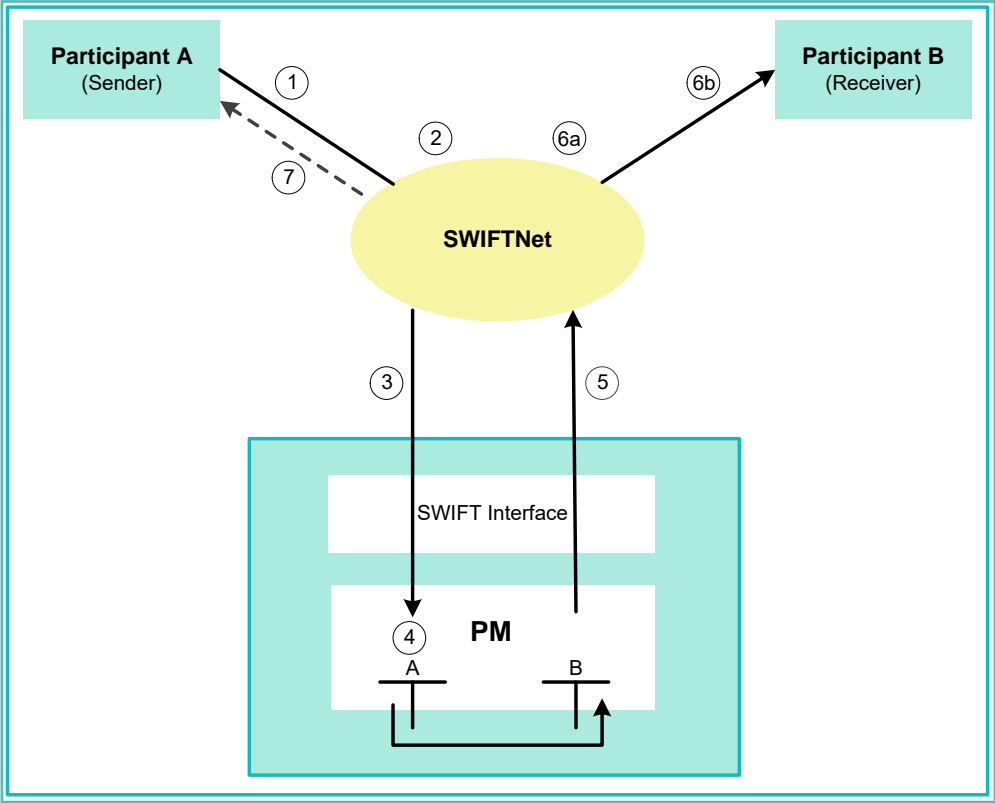 Participant A
(Sender)
Participant B
(Receiver)
1
6b
2
6a
7
SWIFTNet
3
5
SWIFT Interface
4
PM
A
B